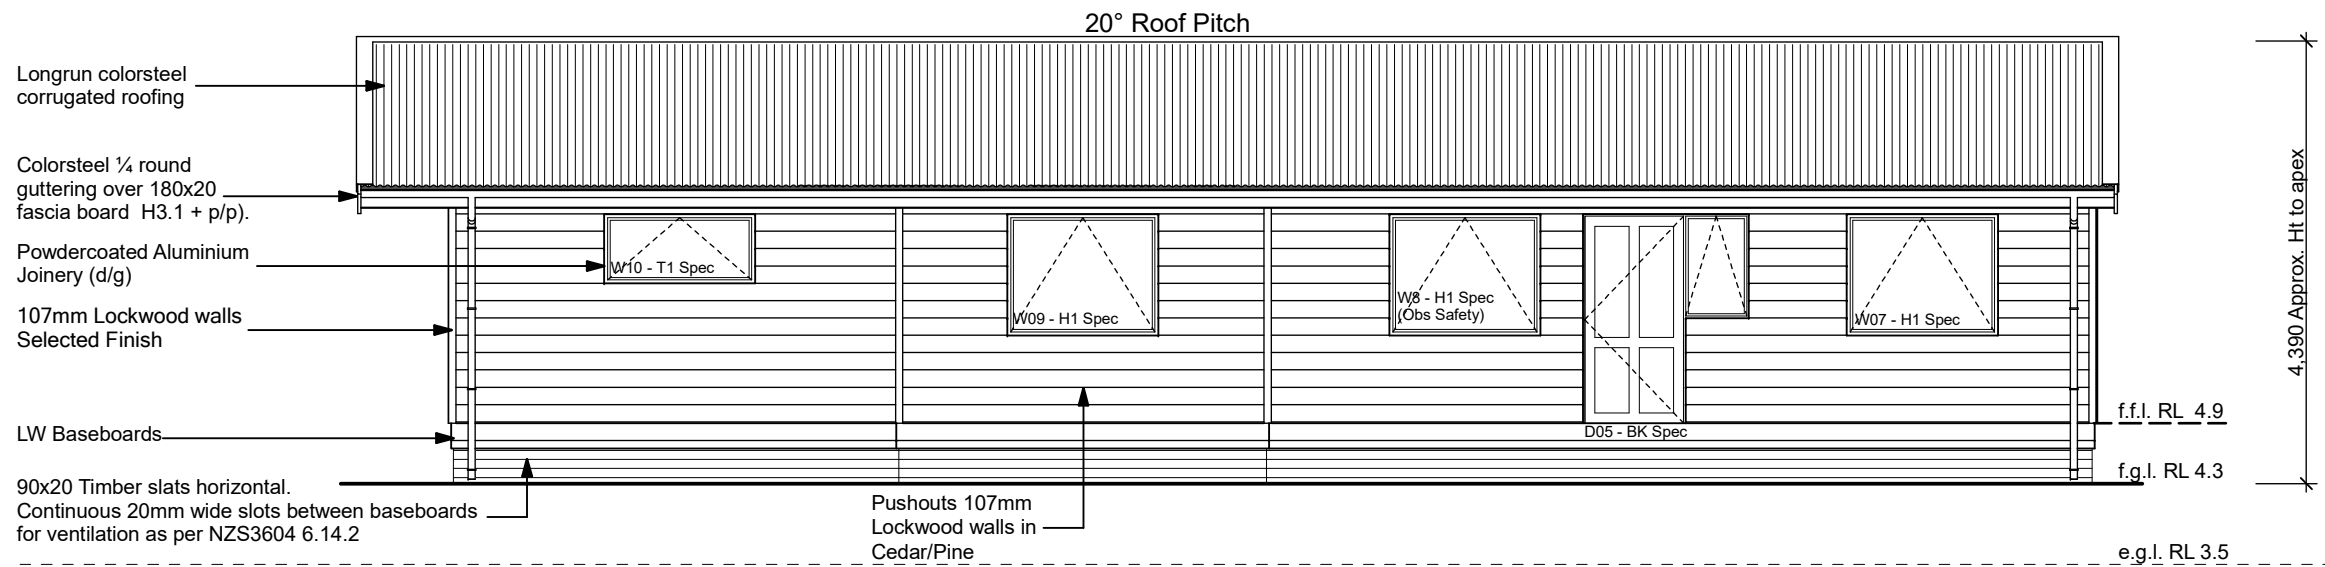 20° Roof Pitch
Longrun colorsteel
corrugated roofing
Colorsteel ¼ round
guttering over 180x20
fascia board  H3.1 + p/p).
Powdercoated Aluminium
Joinery (d/g)
107mm Lockwood walls
Selected Finish
LW Baseboards
90x20 Timber slats horizontal.
Continuous 20mm wide slots between baseboards
for ventilation as per NZS3604 6.14.2
W10 - T1 Spec
W09 - H1 Spec
W8 - H1 Spec
(Obs Safety)
W07 - H1 Spec
D05 - BK Spec
Pushouts 107mm
Lockwood walls in
Cedar/Pine
4,390 Approx. Ht to apex
f.f.l. RL  4.9
f.g.l. RL 4.3
e.g.l. RL 3.5